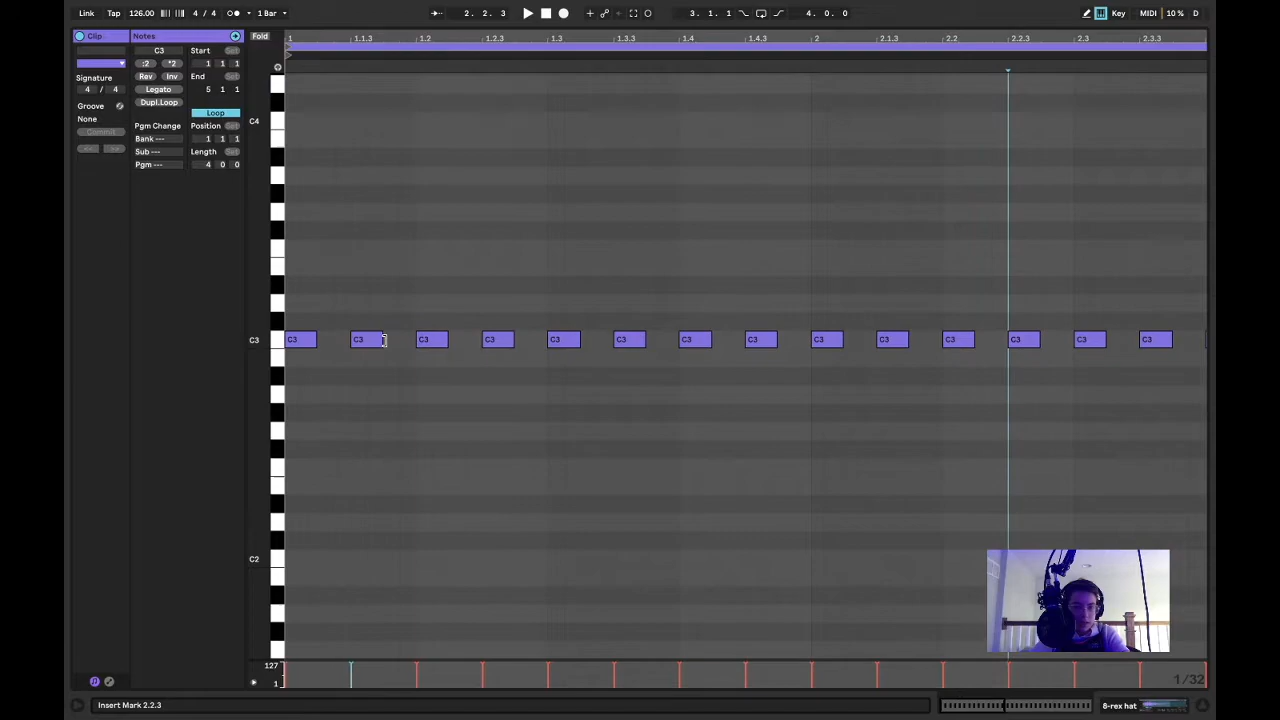 Link Tap 126.00 4 / 4 1 Bar 2. 2. 3 3. 1. 1 4. 0. 0 Key MIDI 10 % D
Clip Notes Fold 1 1.1.3 1.2 1.2.3 1.3 1.3.3 1.4 1.4.3 2 2.1.3 2.2 2.2.3 2.3 2.3.3
C3 Start Set
:2 *2 1 1 1
Signature Rev Inv End Set
4 / 4 Legato 5 1 1
Groove Dupl.Loop
None Loop
Commit Pgm Change Position Set
<< >> Bank --- 1 1 1
Sub --- Length Set
Pgm --- 4 0 0
C4
C3 C3 C3 C3 C3 C3 C3 C3 C3 C3 C3 C3 C3 C3 C3
C2
127
1 1/32
Insert Mark 2.2.3 8-rex hat